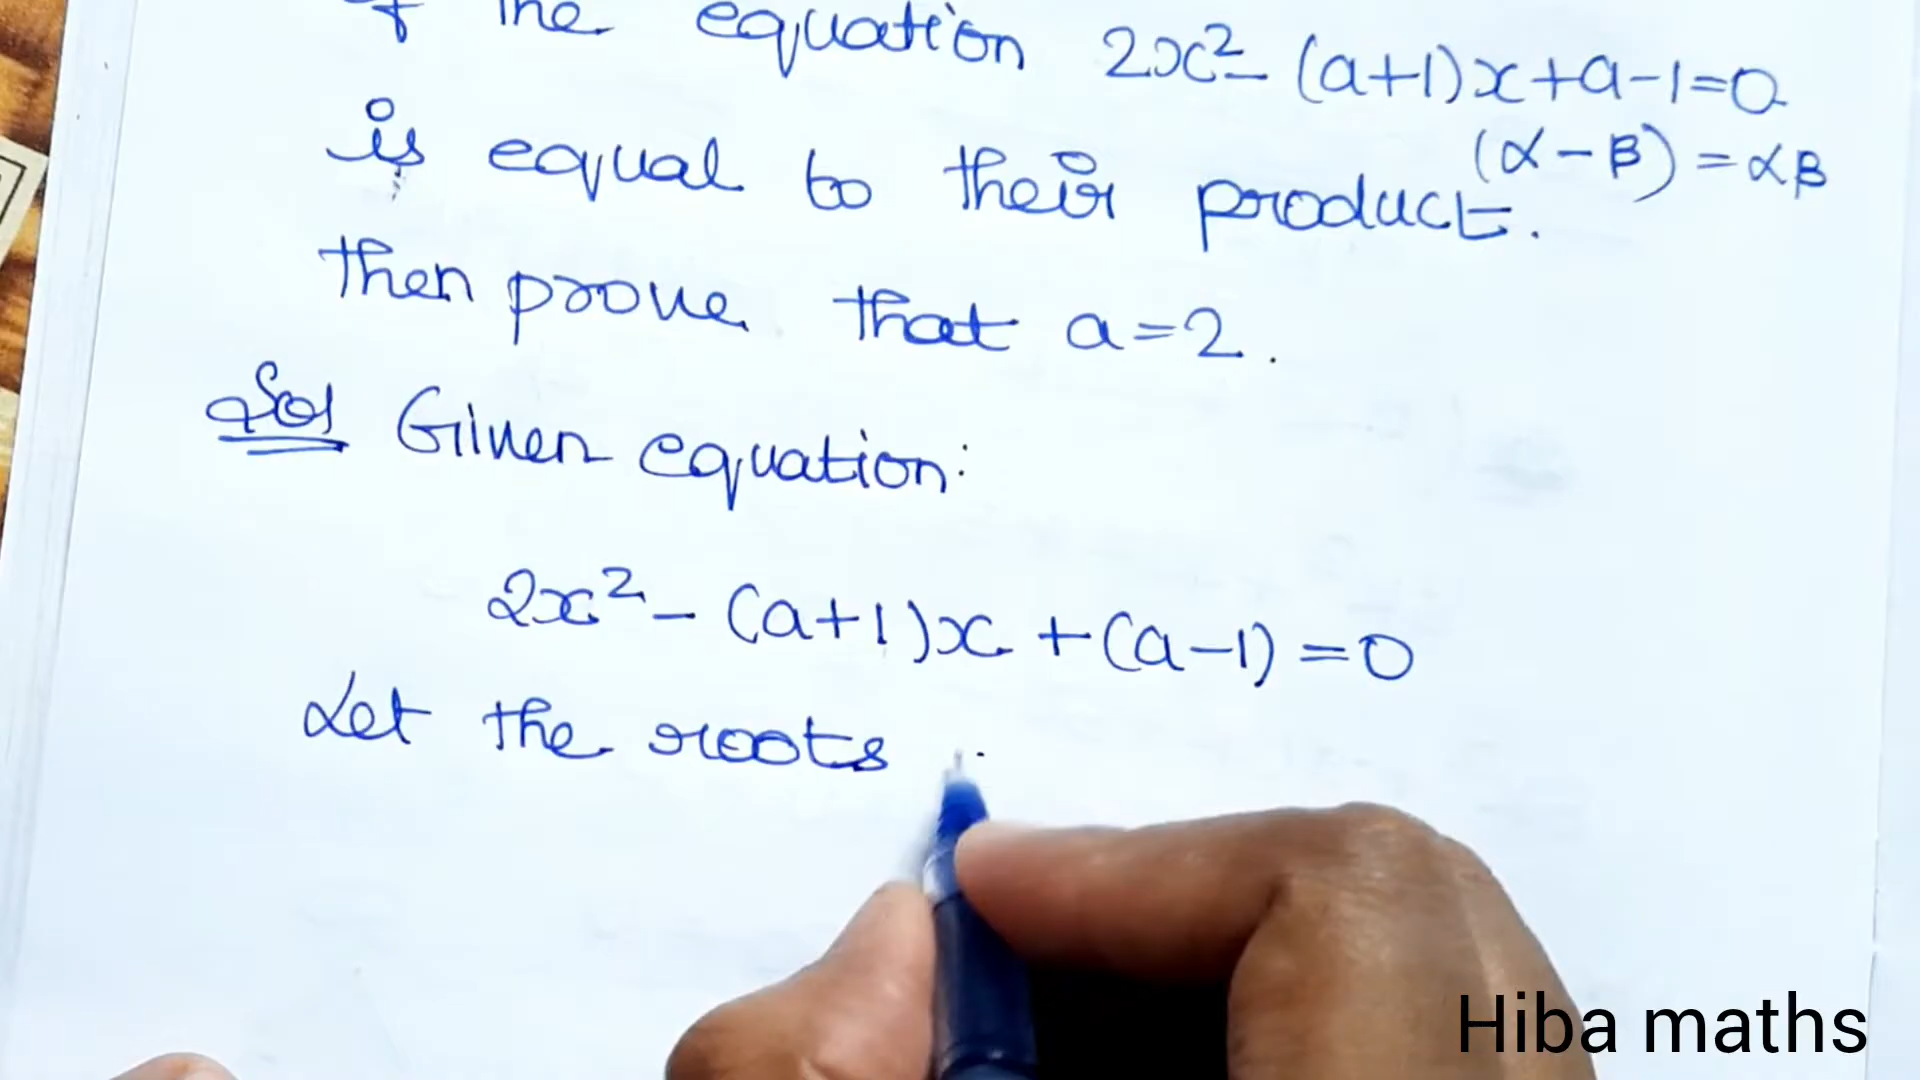 the equation 2x² - (a+1)x+a-1=0
is equal to their product. (α-β) = αβ
then prove that a=2.
Sol Given equation:
2x² - (a+1)x + (a-1) = 0
Let the roots
Hiba maths